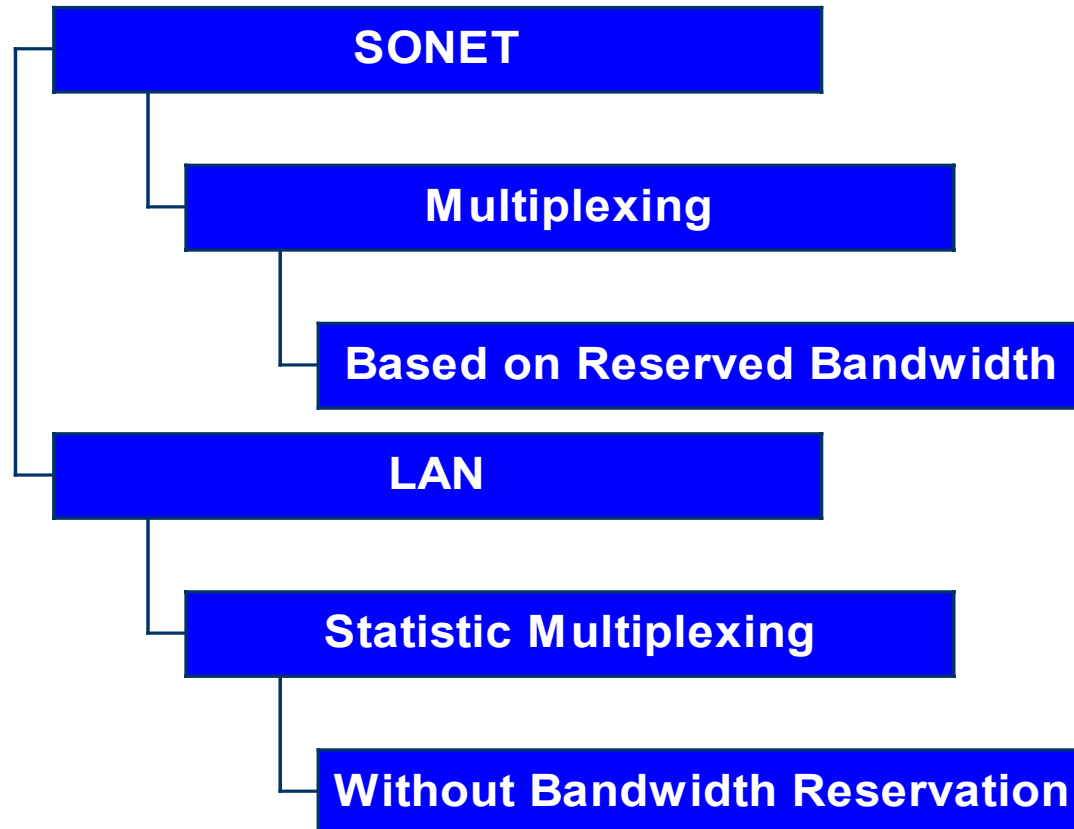 SONET
Multiplexing
Based on Reserved Bandwidth
LAN
Statistic Multiplexing
Without Bandwidth Reservation